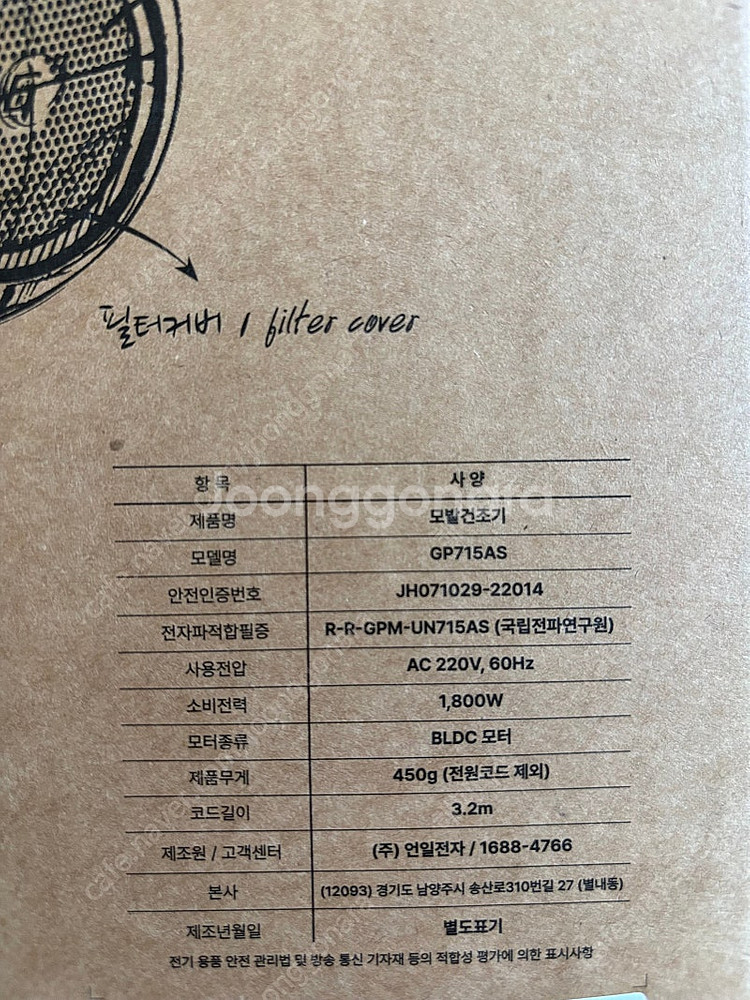 필터커버 / filter cover
항목 사양
joonggonara
제품명 모발건조기
모델명 GP715AS
안전인증번호 JH071029-22014
전자파적합필증 R-R-GPM-UN715AS (국립전파연구원)
사용전압 AC 220V, 60Hz
소비전력 1,800W
모터종류 BLDC 모터
제품무게 450g (전원코드 제외)
코드길이 3.2m
제조원 / 고객센터 (주) 언일전자 / 1688-4766
본사 (12093) 경기도 남양주시 송산로310번길 27 (별내동)
제조년월일 별도표기
전기 용품 안전 관리법 및 방송 통신 기자재 등의 적합성 평가에 의한 표시사항